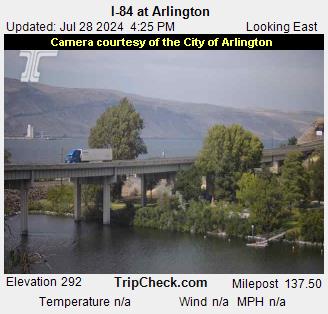 I-84 at Arlington
Updated: Jul 28 2024 4:25 PM Looking East
Camera courtesy of the City of Arlington
Elevation 292 TripCheck.com Milepost 137.50
Temperature n/a Wind n/a MPH n/a